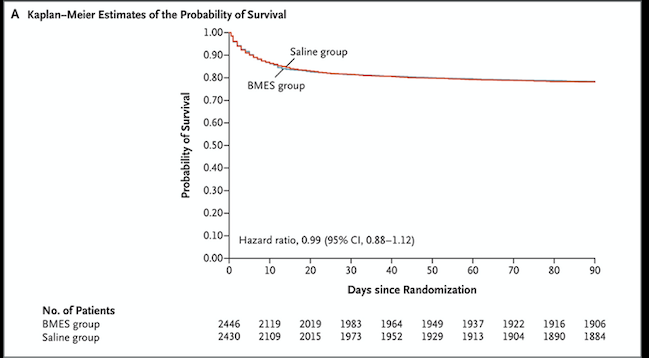 A Kaplan–Meier Estimates of the Probability of Survival
1.00
0.90
0.80
0.70
0.60
0.50
0.40
0.30
0.20
0.10
0.00
Probability of Survival
Saline group
BMES group
Hazard ratio, 0.99 (95% CI, 0.88–1.12)
0 10 20 30 40 50 60 70 80 90
Days since Randomization
No. of Patients
BMES group 2446 2119 2019 1983 1964 1949 1937 1922 1916 1906
Saline group 2430 2109 2015 1973 1952 1929 1913 1904 1890 1884